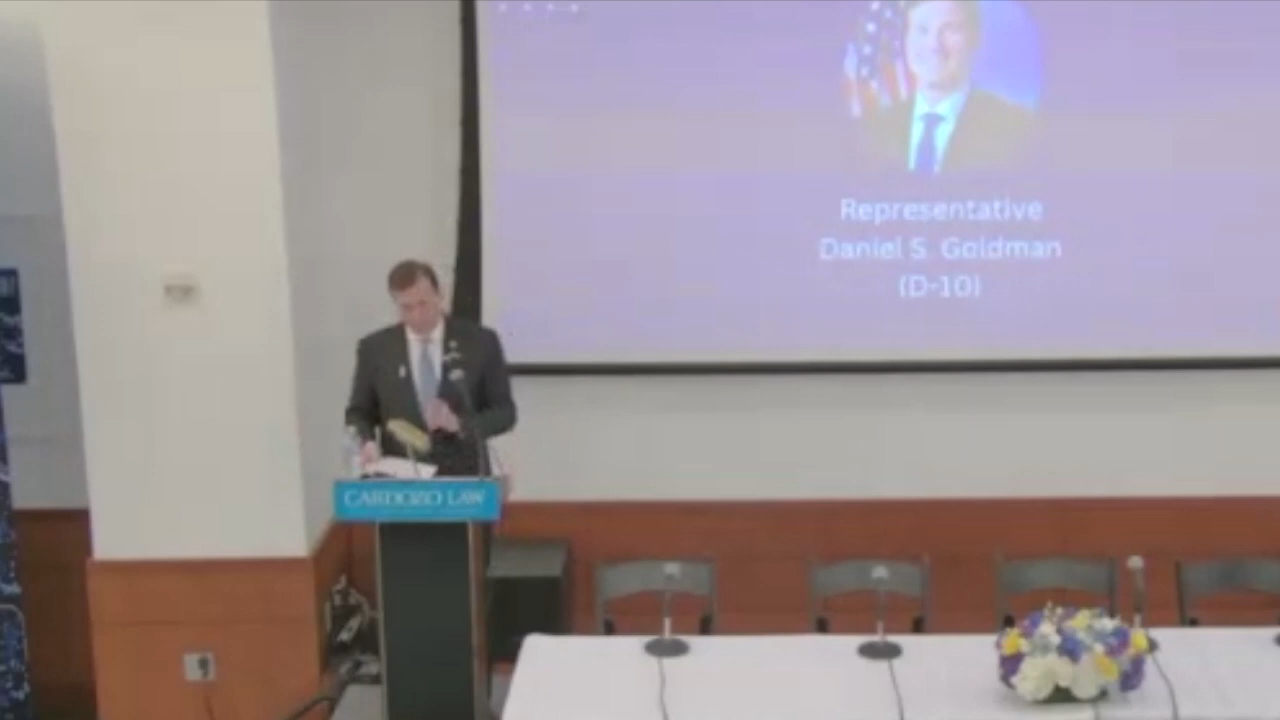 Representative
Daniel S. Goldman
(D-10)
CARDOZO LAW